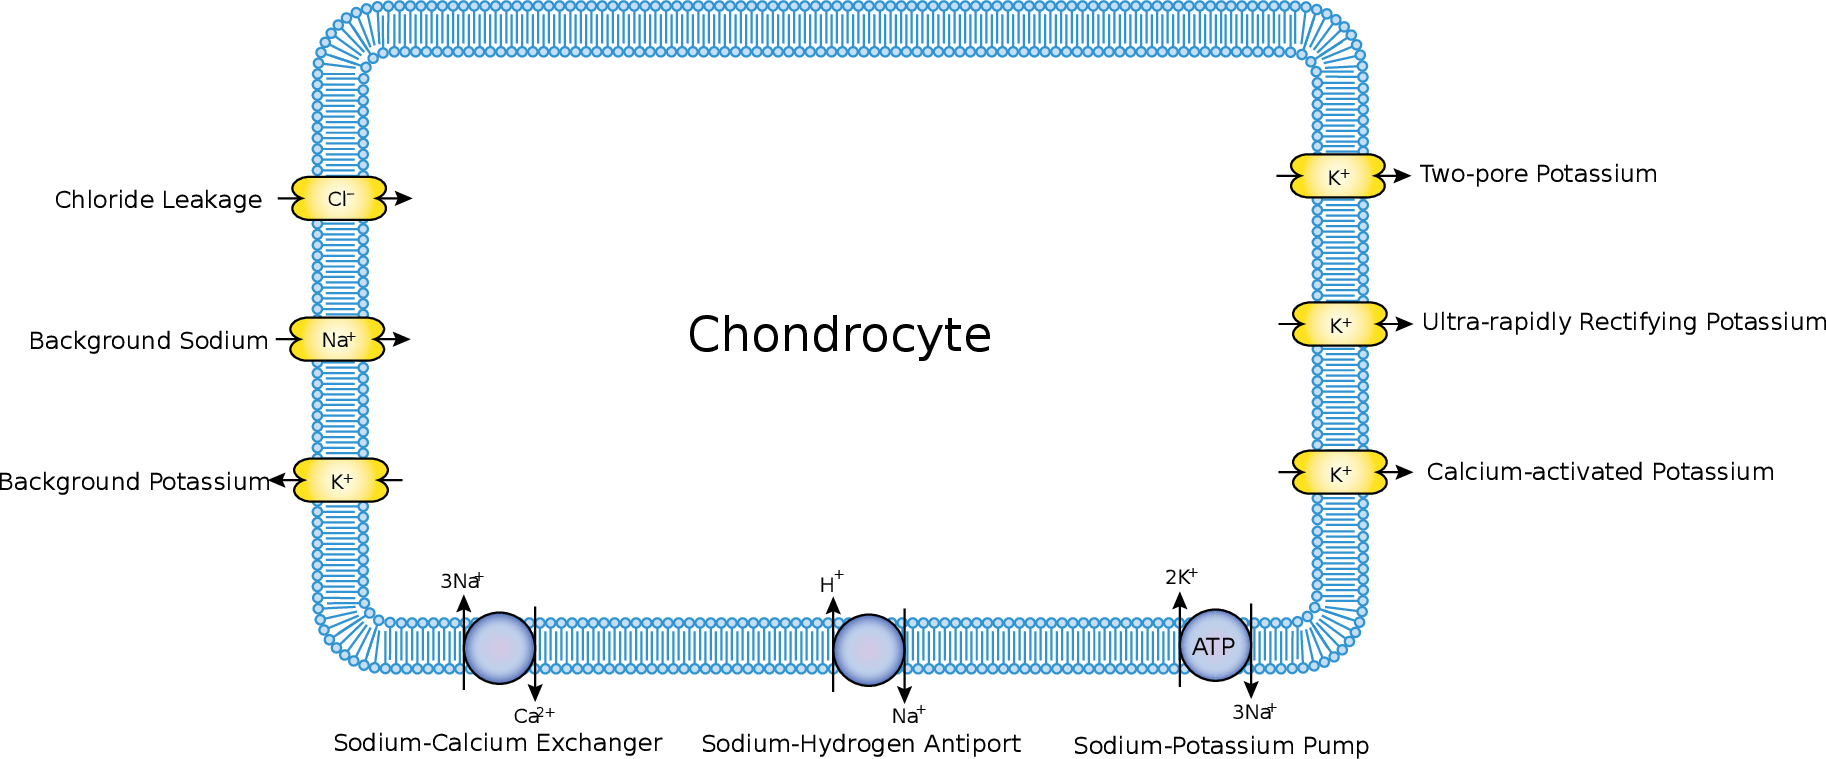 Chloride Leakage
Cl⁻
K⁺
Two-pore Potassium
Background Sodium
Na⁺
Chondrocyte
K⁺
Ultra-rapidly Rectifying Potassium
Background Potassium
K⁺
K⁺
Calcium-activated Potassium
3Na⁺
H⁺
2K⁺
ATP
Ca²⁺
Na⁺
3Na⁺
Sodium-Calcium Exchanger
Sodium-Hydrogen Antiport
Sodium-Potassium Pump